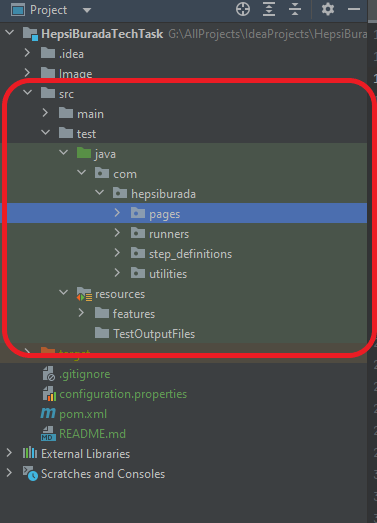 Project
HepsiBuradaTechTask G:\AllProjects\IdeaProjects\HepsiBura
.idea
Image
src
main
test
java
com
hepsiburada
pages
runners
step_definitions
utilities
resources
features
TestOutputFiles
target
.gitignore
configuration.properties
pom.xml
README.md
External Libraries
Scratches and Consoles